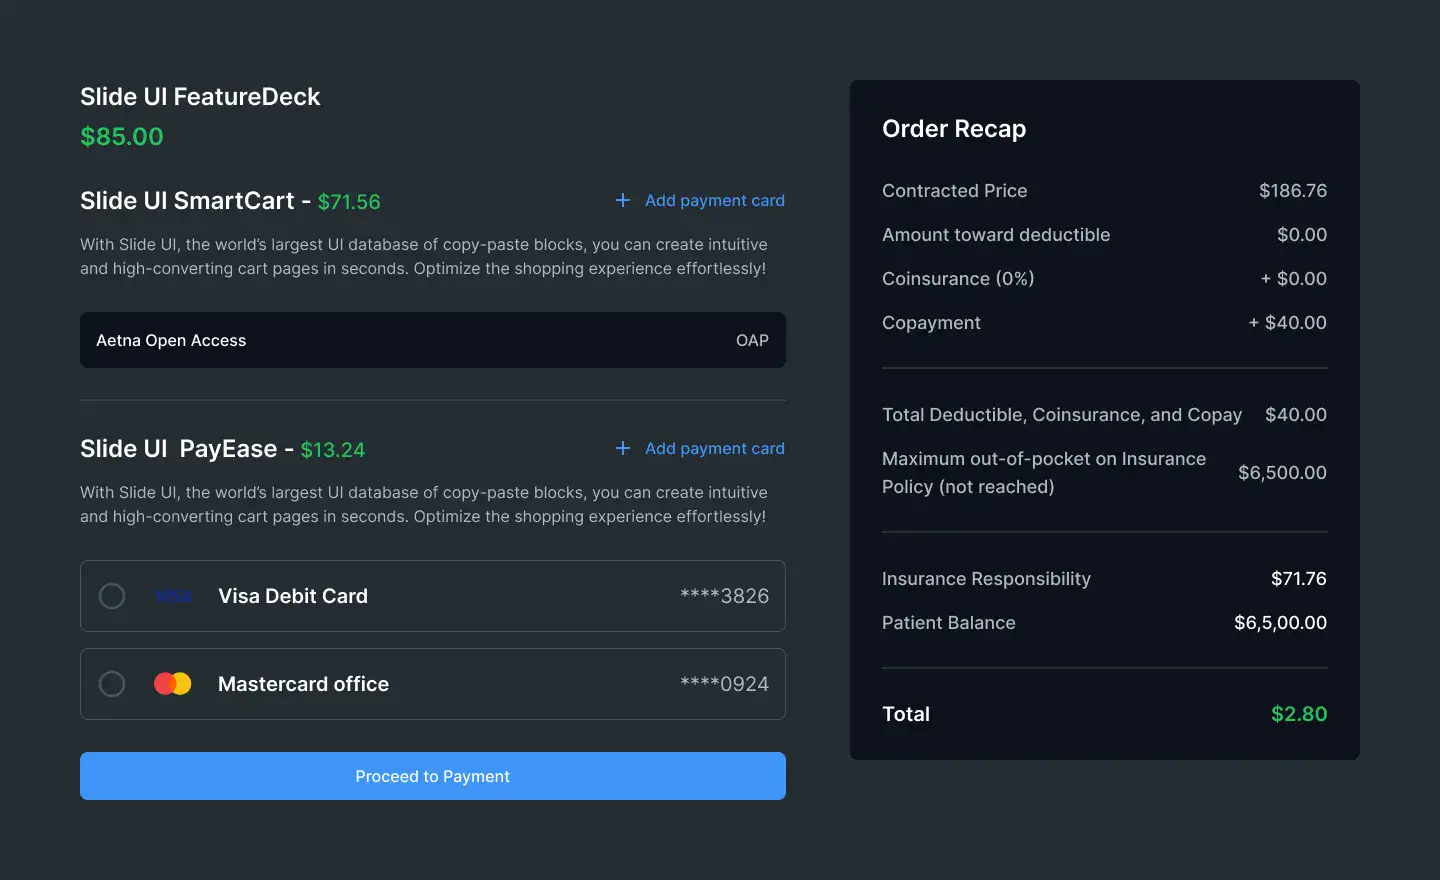 Slide UI FeatureDeck
$85.00
Slide UI SmartCart - $71.56
+ Add payment card
With Slide UI, the world’s largest UI database of copy-paste blocks, you can create intuitive
and high-converting cart pages in seconds. Optimize the shopping experience effortlessly!
Aetna Open Access OAP
Slide UI PayEase - $13.24
+ Add payment card
With Slide UI, the world’s largest UI database of copy-paste blocks, you can create intuitive
and high-converting cart pages in seconds. Optimize the shopping experience effortlessly!
VISA Visa Debit Card ****3826
Mastercard office ****0924
Proceed to Payment
Order Recap
Contracted Price $186.76
Amount toward deductible $0.00
Coinsurance (0%) + $0.00
Copayment + $40.00
Total Deductible, Coinsurance, and Copay $40.00
Maximum out-of-pocket on Insurance
Policy (not reached) $6,500.00
Insurance Responsibility $71.76
Patient Balance $6,5,00.00
Total $2.80